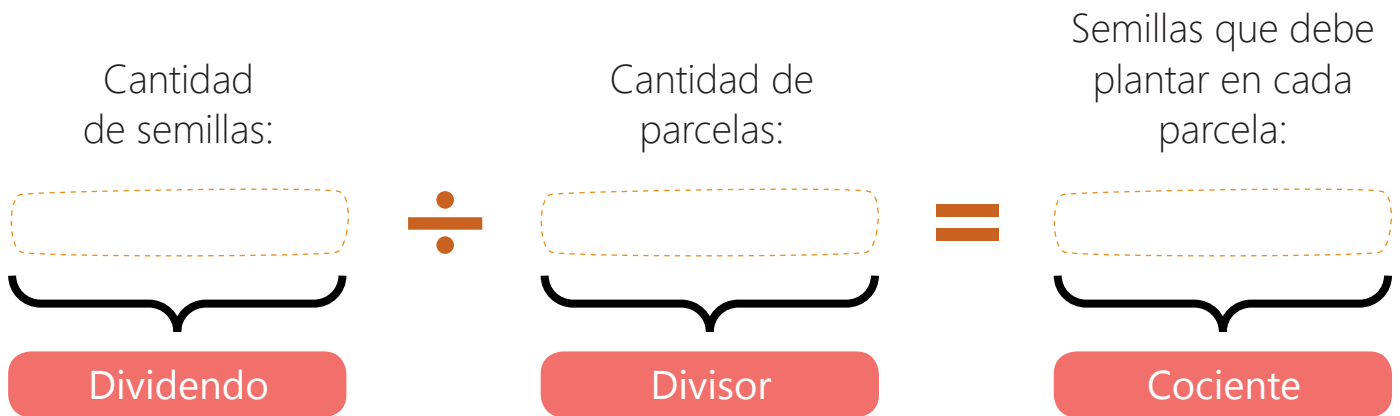 Cantidad
de semillas:
÷
Cantidad de
parcelas:
=
Semillas que debe
plantar en cada
parcela:
Dividendo
Divisor
Cociente